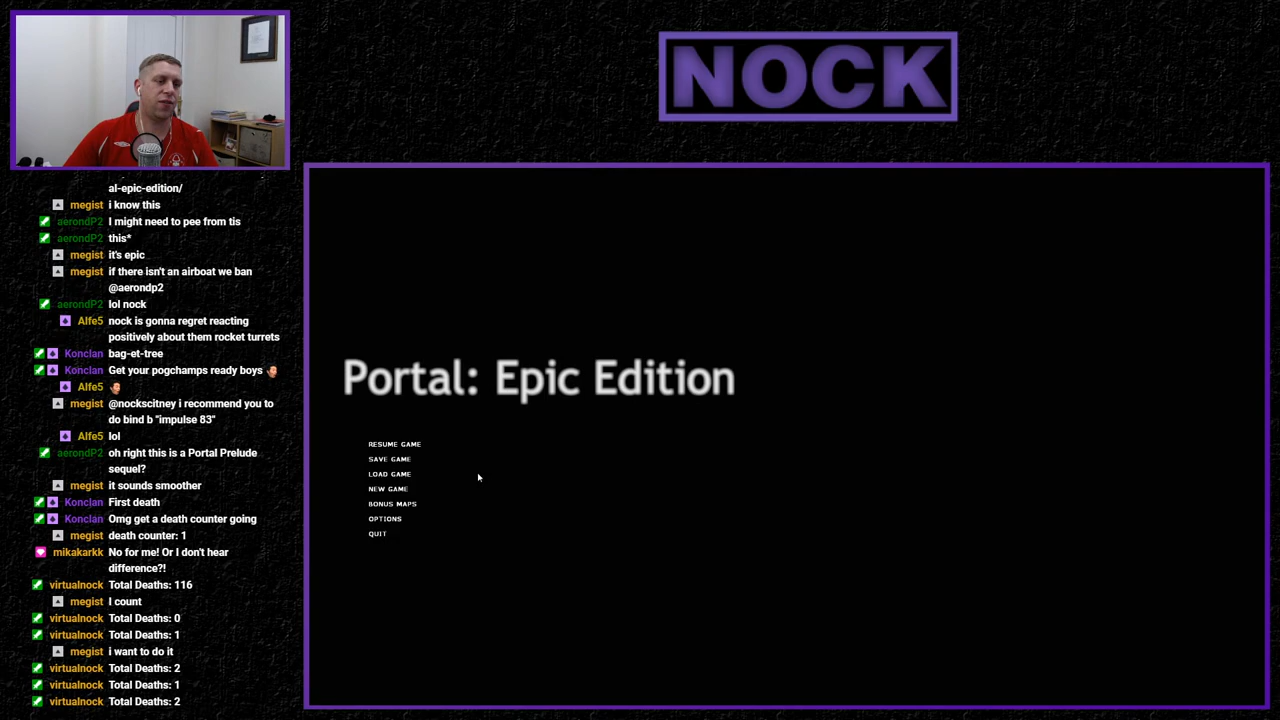 NOCK
al-epic-edition/
megist i know this
aerondP2 I might need to pee from tis
aerondP2 this*
megist it's epic
megist if there isn't an airboat we ban
@aerondp2
aerondP2 lol nock
Alfe5 nock is gonna regret reacting
positively about them rocket turrets
Konclan bag-et-tree
Konclan Get your pogchamps ready boys
Alfe5
megist @nockscitney i recommend you to
do bind b "impulse 83"
Alfe5 lol
aerondP2 oh right this is a Portal Prelude
sequel?
megist it sounds smoother
Konclan First death
Konclan Omg get a death counter going
megist death counter: 1
mikakarkk No for me! Or I don't hear
difference?!
virtualnock Total Deaths: 116
megist I count
virtualnock Total Deaths: 0
virtualnock Total Deaths: 1
megist i want to do it
virtualnock Total Deaths: 2
virtualnock Total Deaths: 1
virtualnock Total Deaths: 2
Portal: Epic Edition
RESUME GAME
SAVE GAME
LOAD GAME
NEW GAME
BONUS MAPS
OPTIONS
QUIT